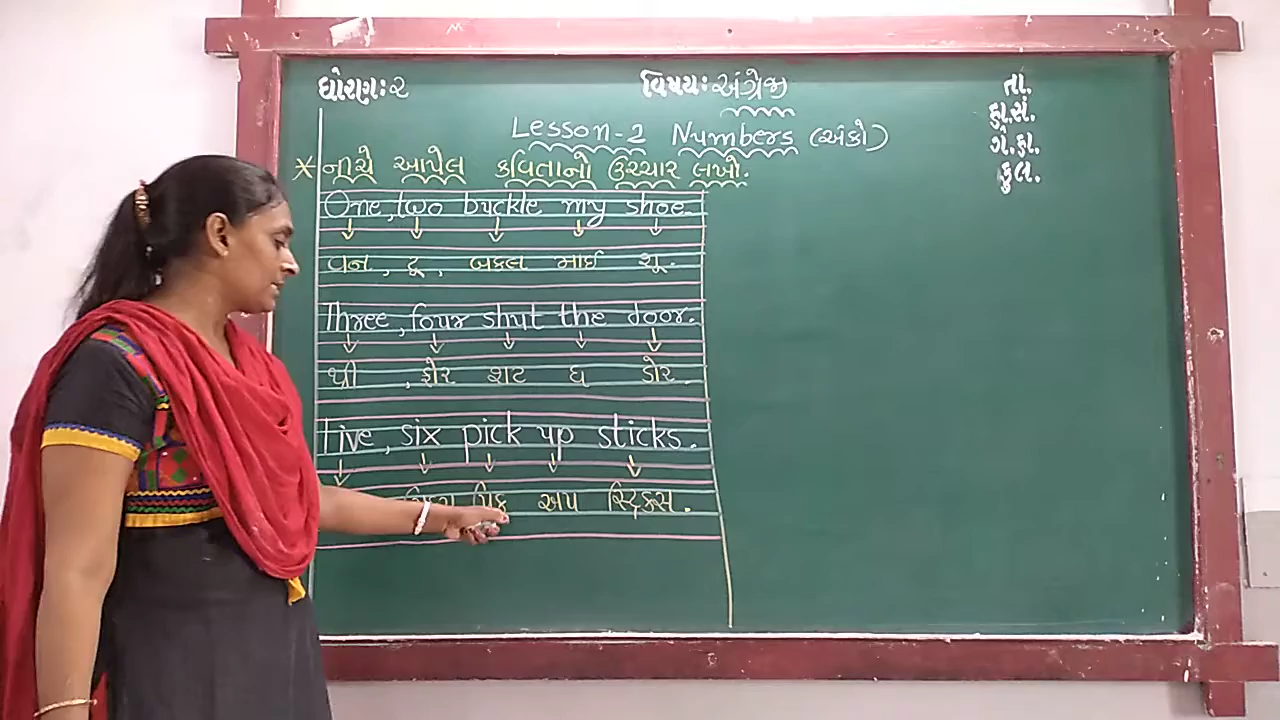 ધોરણઃ ૨ વિષયઃ અંગ્રેજી તા.
હા.સં.
ગે.હા.
કુલ.
Lesson-2 Numbers (અંકો)
* નીચે આપેલ કવિતાનો ઉચ્ચાર લખો.
One, two buckle my shoe.
વન, ટૂ, બકલ માઈ શૂ.
Three, four shut the door.
થ્રી, ફોર શટ ધ ડોર.
Five, six pick up sticks.
પિક અપ સ્ટિક્સ.